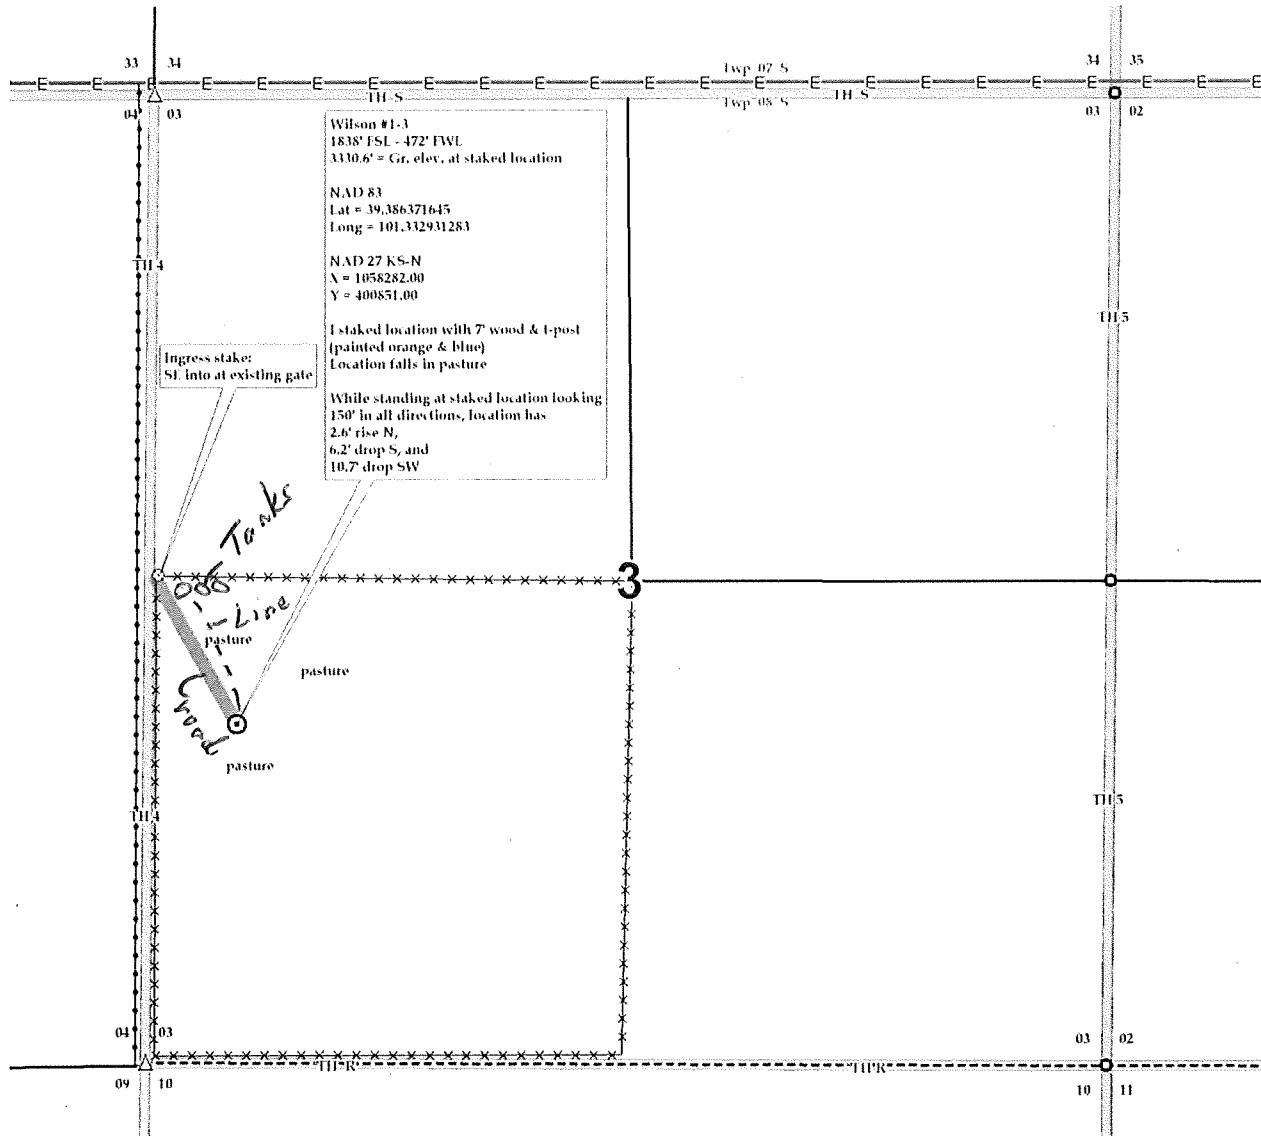 33 34
34 35
Twp 07 S
TH S
TH S
Twp 08 S
04 03
03 02
Wilson #1-3
1838' FSL - 472' FWL
3330.6' = Gr. elev. at staked location
NAD 83
Lat = 39.386371645
Long = 101.332931283
NAD 27 KS-N
X = 1058282.00
Y = 400851.00
I staked location with 7' wood & t-post
(painted orange & blue)
Location falls in pasture
While standing at staked location looking
150' in all directions, location has
2.6' rise N,
6.2' drop S, and
10.7' drop SW
TH 4
TH 5
Ingress stake:
SE into at existing gate
Tanks
3
Line
pasture
pasture
Road
pasture
TH 4
TH 5
04 03
03 02
TH R
TH R
09 10
10 11
E E E E E E E E E E E E E E E E E E E E E E E